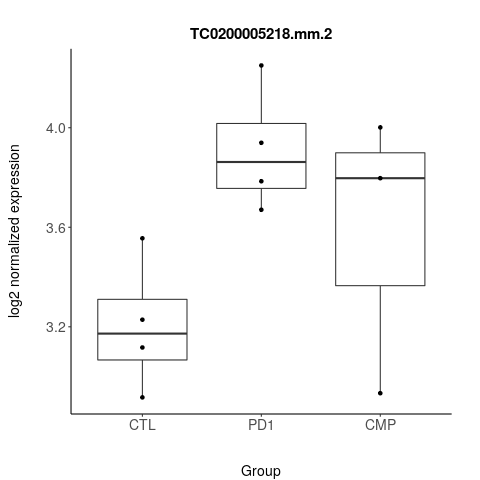 TC0200005218.mm.2
log2 normalized expression
4.0
3.6
3.2
CTL PD1 CMP
Group